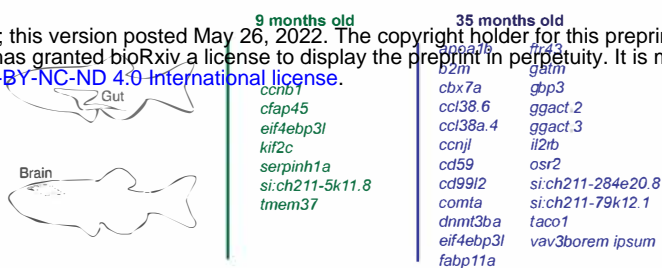 9 months old
35 months old
; this version posted May 26, 2022. The copyright holder for this preprin
has granted bioRxiv a license to display the preprint in perpetuity. It is m
-BY-NC-ND 4.0 International license.
Gut
Brain
ccnb1
cfap45
eif4ebp3l
kif2c
serpinh1a
si:ch211-5k11.8
tmem37
apoa1b
b2m
cbx7a
ccl38.6
ccl38a.4
ccnjl
cd59
cd99l2
comta
dnmt3ba
eif4ebp3l
fabp11a
ftr43
gatm
gbp3
ggact.2
ggact.3
il2rb
osr2
si:ch211-284e20.8
si:ch211-79k12.1
taco1
vav3borem ipsum